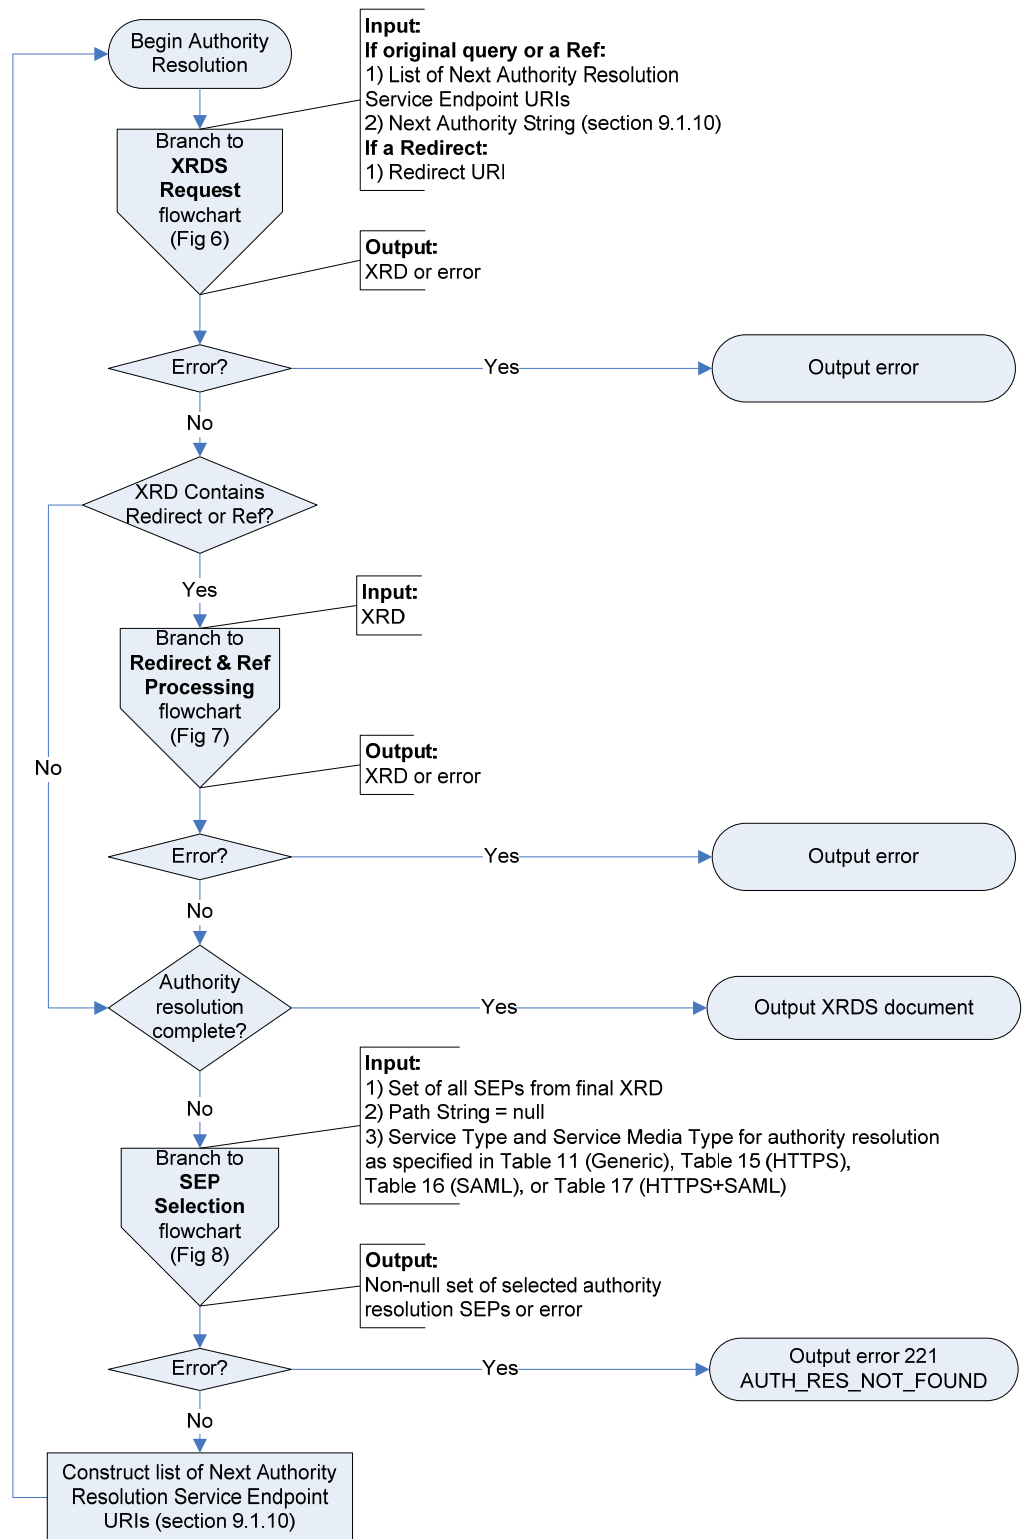 Begin Authority
Resolution
Input:
If original query or a Ref:
1) List of Next Authority Resolution
Service Endpoint URIs
2) Next Authority String (section 9.1.10)
If a Redirect:
1) Redirect URI
Branch to
XRDS
Request
flowchart
(Fig 6)
Output:
XRD or error
Error?
Yes
Output error
No
XRD Contains
Redirect or Ref?
Yes
Input:
XRD
Branch to
Redirect & Ref
Processing
flowchart
(Fig 7)
Output:
XRD or error
No
Error?
Yes
Output error
No
Authority
resolution
complete?
Yes
Output XRDS document
Input:
1) Set of all SEPs from final XRD
2) Path String = null
3) Service Type and Service Media Type for authority resolution
as specified in Table 11 (Generic), Table 15 (HTTPS),
Table 16 (SAML), or Table 17 (HTTPS+SAML)
No
Branch to
SEP
Selection
flowchart
(Fig 8)
Output:
Non-null set of selected authority
resolution SEPs or error
Error?
Yes
Output error 221
AUTH_RES_NOT_FOUND
No
Construct list of Next Authority
Resolution Service Endpoint
URIs (section 9.1.10)